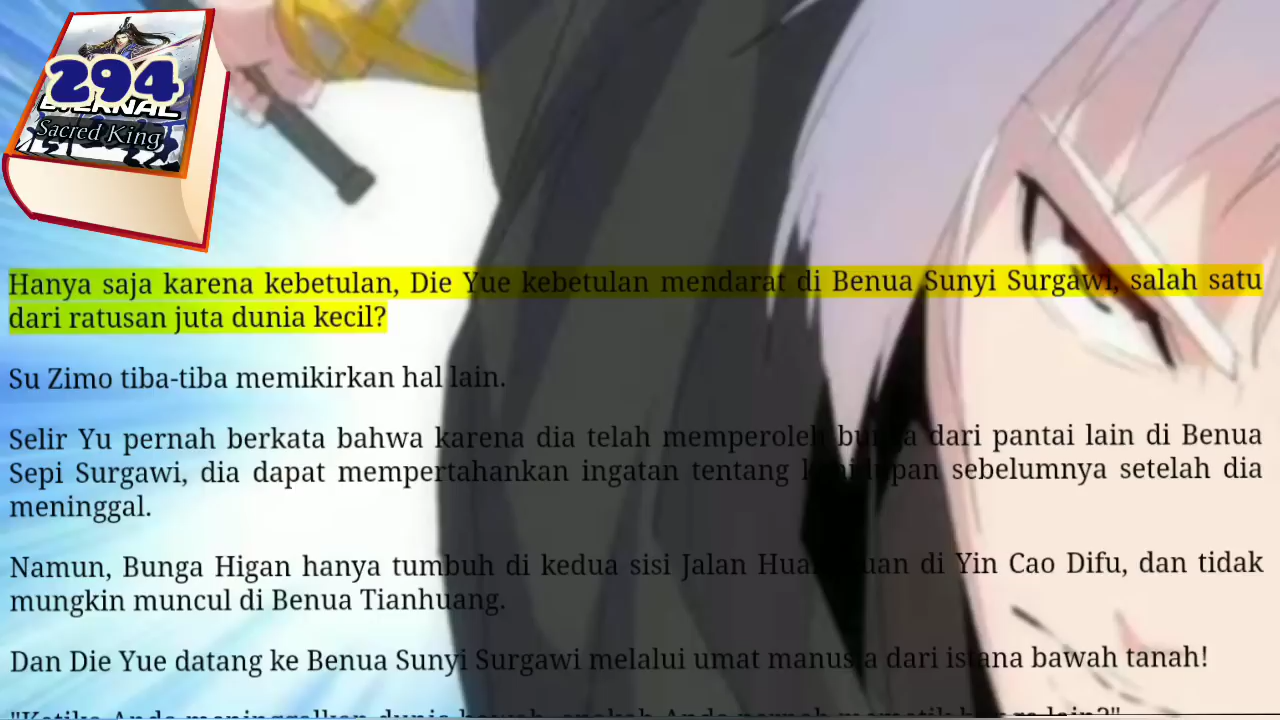 294
ETERNAL
Sacred King
Hanya saja karena kebetulan, Die Yue kebetulan mendarat di Benua Sunyi Surgawi, salah satu
dari ratusan juta dunia kecil?
Su Zimo tiba-tiba memikirkan hal lain.
Selir Yu pernah berkata bahwa karena dia telah memperoleh bunga dari pantai lain di Benua
Sepi Surgawi, dia dapat mempertahankan ingatan tentang kehidupan sebelumnya setelah dia
meninggal.
Namun, Bunga Higan hanya tumbuh di kedua sisi Jalan di Yin Cao Difu, dan tidak
mungkin muncul di Benua Tianhuang.
Dan Die Yue datang ke Benua Sunyi Surgawi melalui umat manusia dari istana bawah tanah!